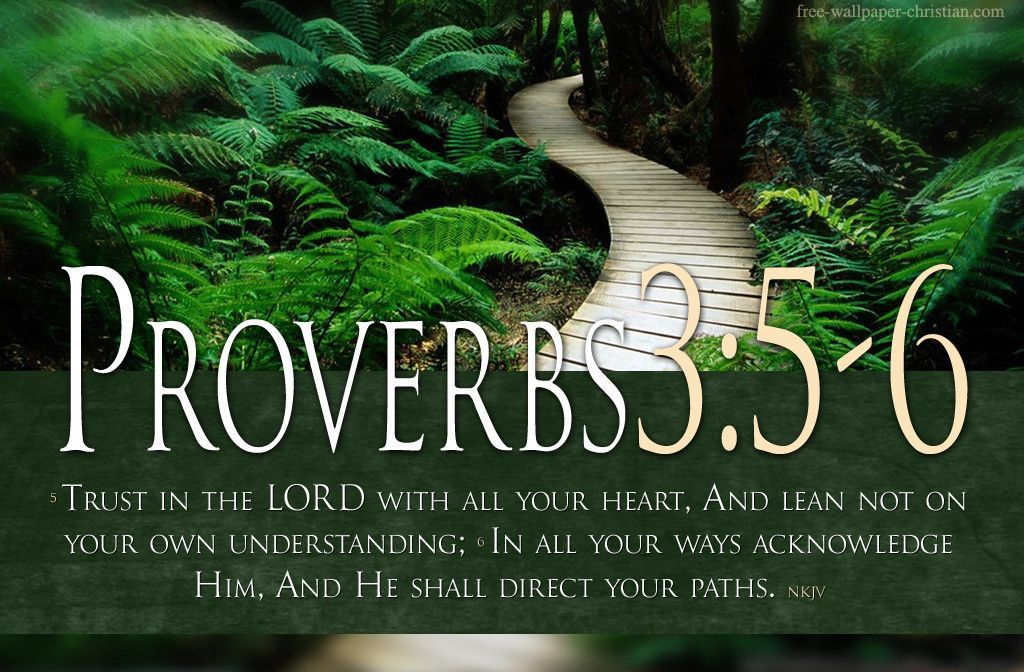 free-wallpaper-christian.com
PROVERBS 3:5-6
5 TRUST IN THE LORD WITH ALL YOUR HEART, AND LEAN NOT ON
YOUR OWN UNDERSTANDING; 6 IN ALL YOUR WAYS ACKNOWLEDGE
HIM, AND HE SHALL DIRECT YOUR PATHS. NKJV